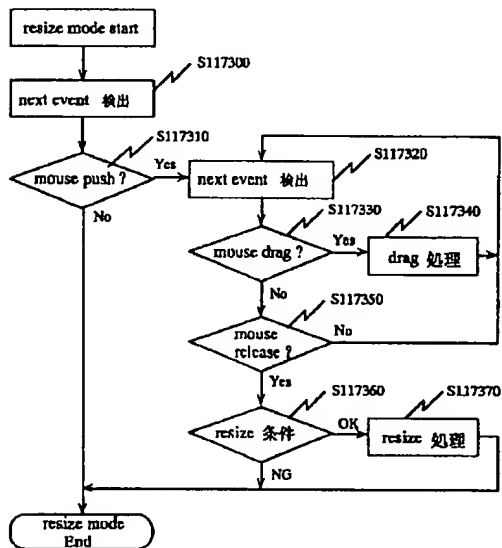 resize mode start
S117300
next event 検出
S117310
mouse push ?
Yes
No
next event 検出
S117320
S117330
mouse drag ?
Yes
No
S117340
drag 処理
S117350
mouse
release ?
No
Yes
S117360
resize 条件
OK
NG
S117370
resize 処理
resize mode
End